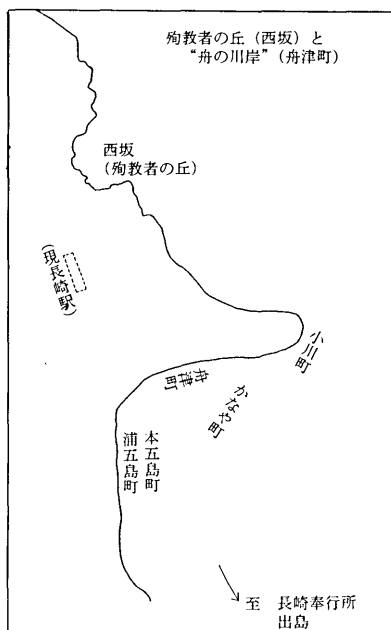 殉教者の丘（西坂）と
“舟の川岸”（舟津町）
西坂
（殉教者の丘）
（現長崎駅）
小川町
舟津町
かなや町
本五島町
浦五島町
至　長崎奉行所
出島